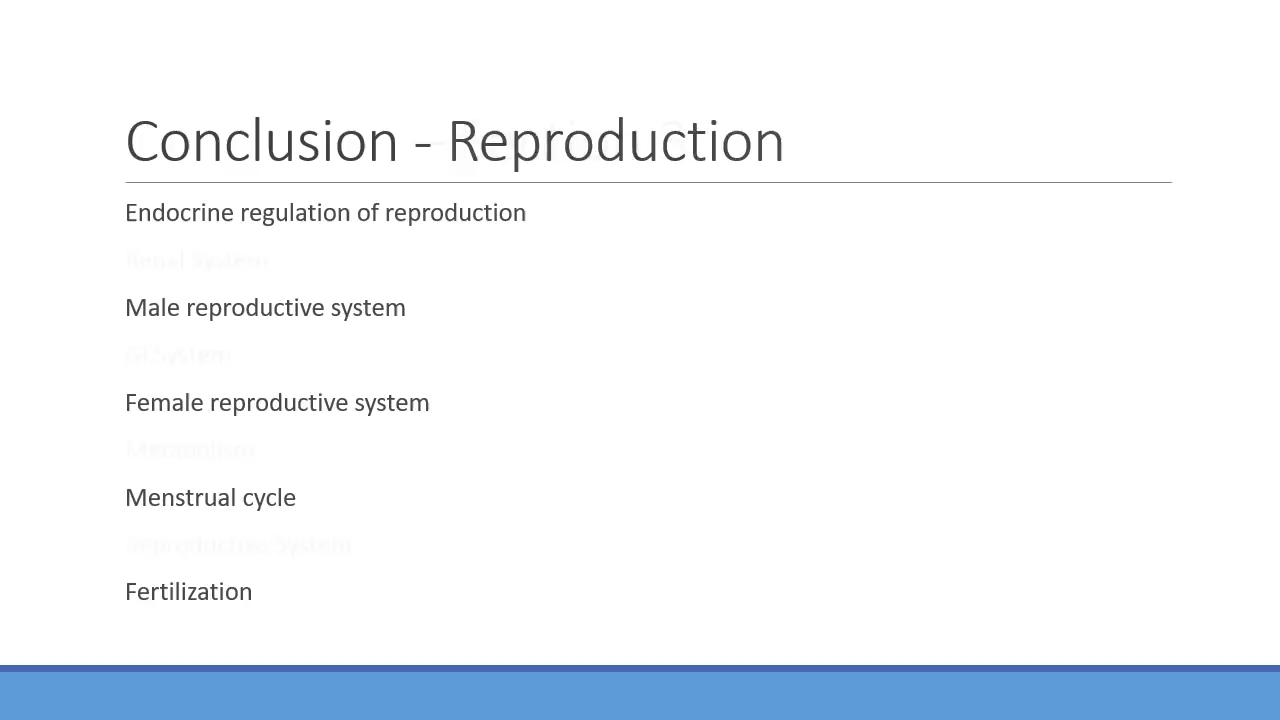 Conclusion - Reproduction
Endocrine regulation of reproduction
Renal System
Male reproductive system
GI System
Female reproductive system
Metabolism
Menstrual cycle
Reproductive System
Fertilization